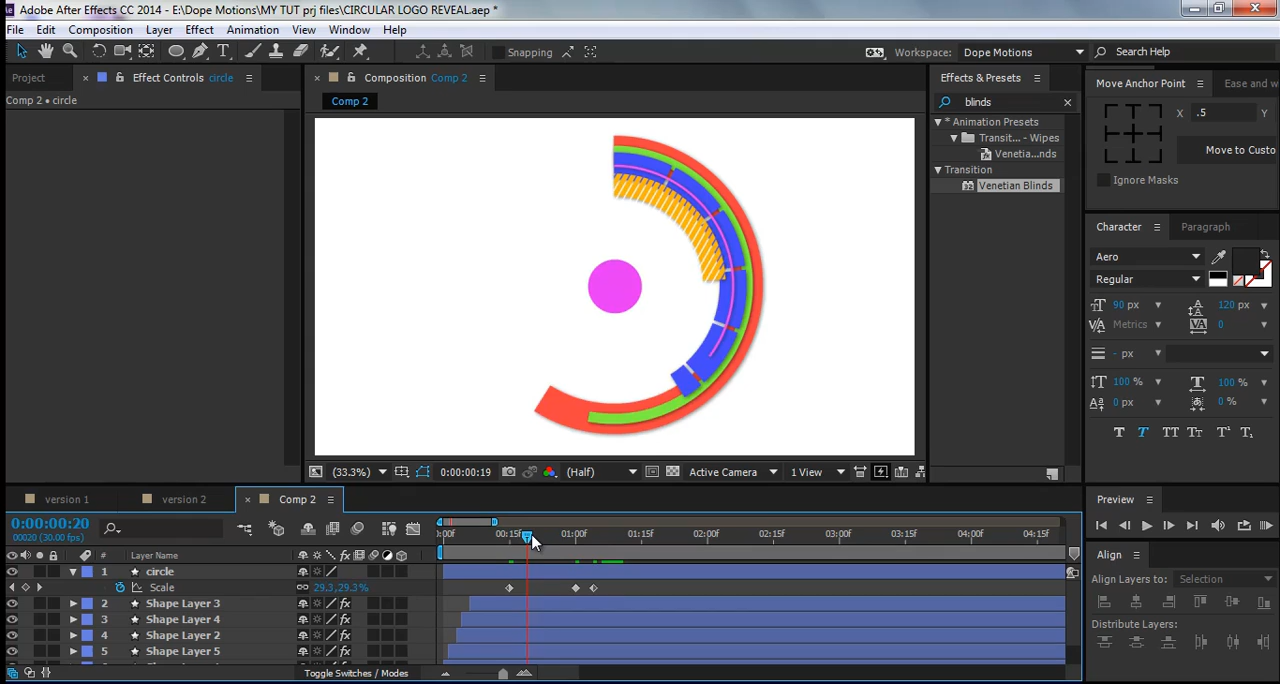 Adobe After Effects CC 2014 - E:\Dope Motions\MY TUT prj files\CIRCULAR LOGO REVEAL.aep *
File Edit Composition Layer Effect Animation View Window Help
Snapping Workspace: Dope Motions Search Help
Project Effect Controls circle Composition Comp 2 Effects & Presets Move Anchor Point Ease and w
Comp 2 • circle Comp 2 blinds X .5 Y
* Animation Presets
Transit... - Wipes Move to Custo
Venetia...nds
Transition Ignore Masks
Venetian Blinds
Character Paragraph
Aero
Regular
90 px 120 px
Metrics 0
- px
100 % 100 %
0 px 0 %
T T TT Tt T¹ T₁
(33.3%) 0:00:00:19 (Half) Active Camera 1 View
version 1 version 2 Comp 2 Preview
0:00:00:20
00020 (30.00 fps) :00f 00:15f 01:00f 01:15f 02:00f 02:15f 03:00f 03:15f 04:00f 04:15f
# Layer Name Align
1 circle
Scale 29.3,29.3% Align Layers to: Selection
2 Shape Layer 3
3 Shape Layer 4 Distribute Layers:
4 Shape Layer 2
5 Shape Layer 5
Toggle Switches / Modes